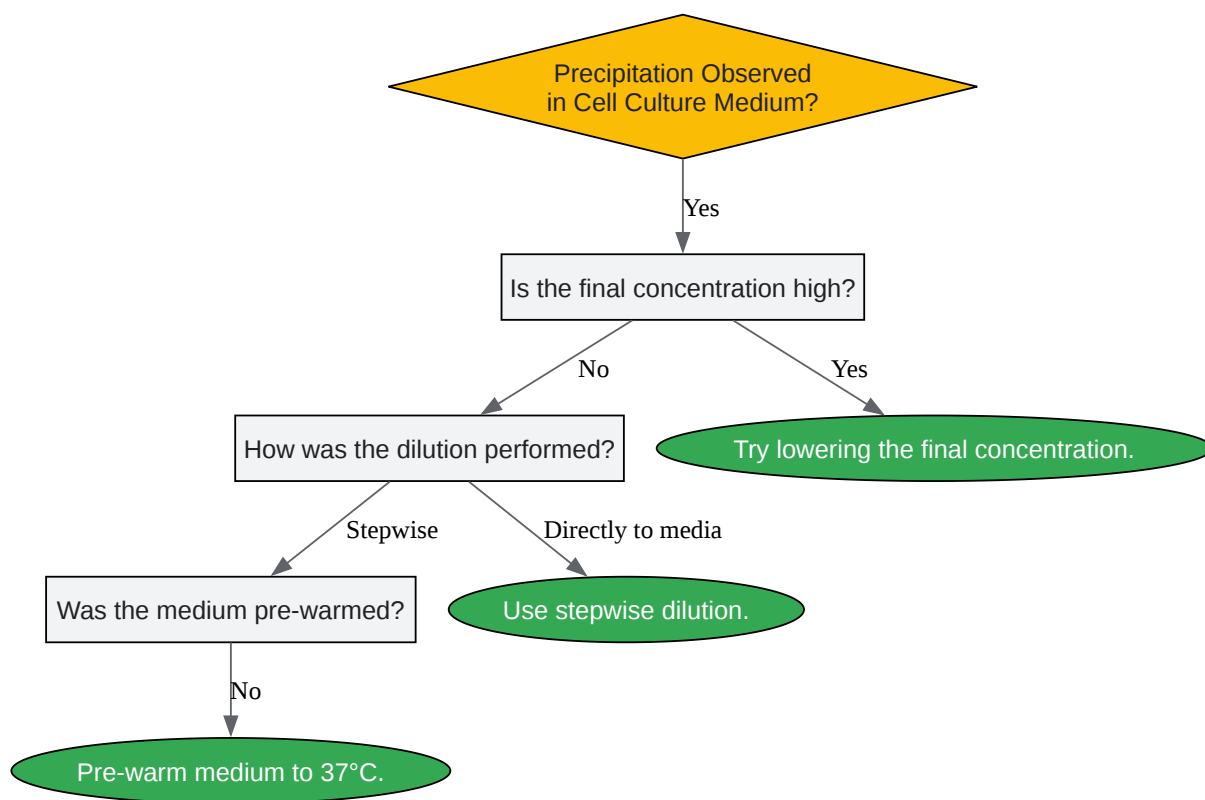 Precipitation Observed
in Cell Culture Medium?
Yes
Is the final concentration high?
No
Yes
How was the dilution performed?
Try lowering the final concentration.
Stepwise
Directly to media
Was the medium pre-warmed?
Use stepwise dilution.
No
Pre-warm medium to 37°C.